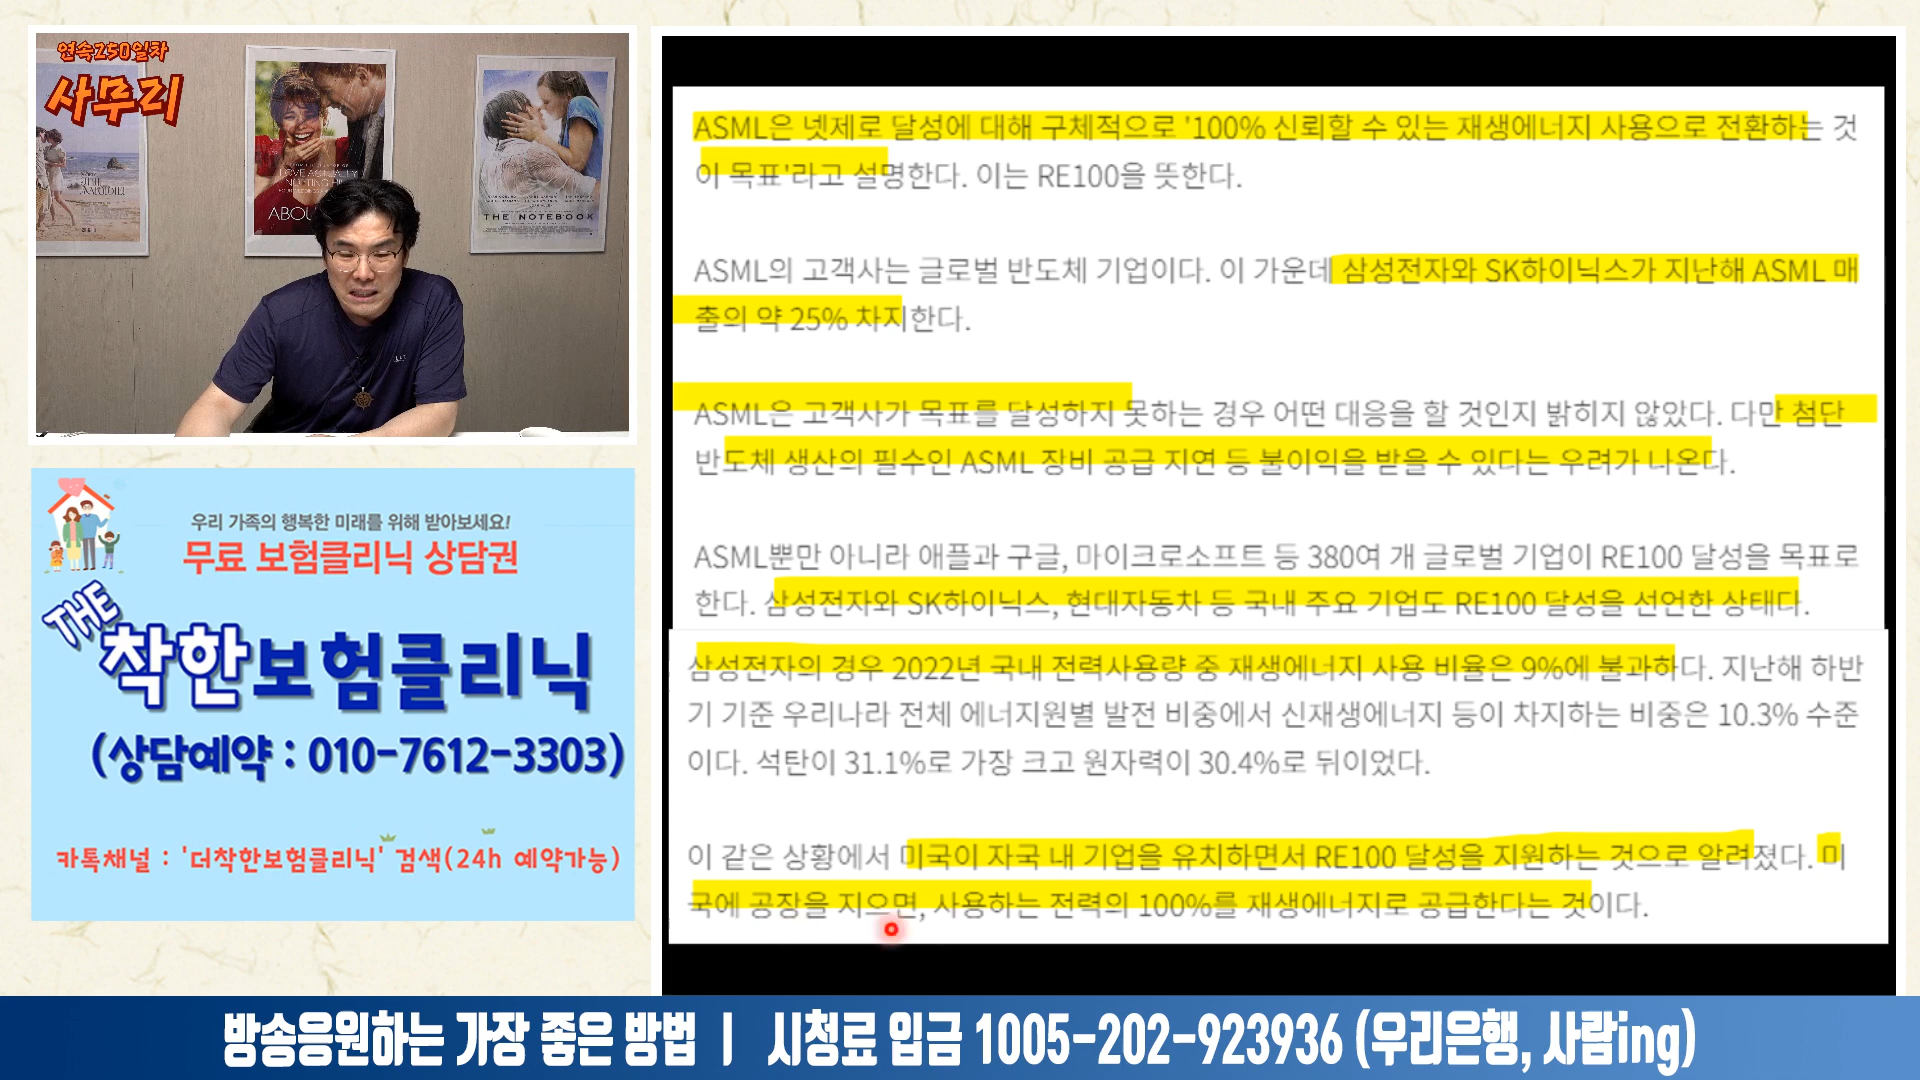 연속250일차
사무리
ABOU
THE NOTEBOOK
우리 가족의 행복한 미래를 위해 받아보세요!
무료 보험클리닉 상담권
THE
착한보험클리닉
(상담예약 : 010-7612-3303)
카톡채널 : '더착한보험클리닉' 검색(24h 예약가능)
ASML은 넷제로 달성에 대해 구체적으로 '100% 신뢰할 수 있는 재생에너지 사용으로 전환하는 것
이 목표'라고 설명한다. 이는 RE100을 뜻한다.
ASML의 고객사는 글로벌 반도체 기업이다. 이 가운데 삼성전자와 SK하이닉스가 지난해 ASML 매
출의 약 25% 차지한다.
ASML은 고객사가 목표를 달성하지 못하는 경우 어떤 대응을 할 것인지 밝히지 않았다. 다만 첨단
반도체 생산의 필수인 ASML 장비 공급 지연 등 불이익을 받을 수 있다는 우려가 나온다.
ASML뿐만 아니라 애플과 구글, 마이크로소프트 등 380여 개 글로벌 기업이 RE100 달성을 목표로
한다. 삼성전자와 SK하이닉스, 현대자동차 등 국내 주요 기업도 RE100 달성을 선언한 상태다.
삼성전자의 경우 2022년 국내 전력사용량 중 재생에너지 사용 비율은 9%에 불과하다. 지난해 하반
기 기준 우리나라 전체 에너지원별 발전 비중에서 신재생에너지 등이 차지하는 비중은 10.3% 수준
이다. 석탄이 31.1%로 가장 크고 원자력이 30.4%로 뒤이었다.
이 같은 상황에서 미국이 자국 내 기업을 유치하면서 RE100 달성을 지원하는 것으로 알려졌다. 미
국에 공장을 지으면, 사용하는 전력의 100%를 재생에너지로 공급한다는 것이다.
방송응원하는 가장 좋은 방법 | 시청료 입금 1005-202-923936 (우리은행, 사람ing)